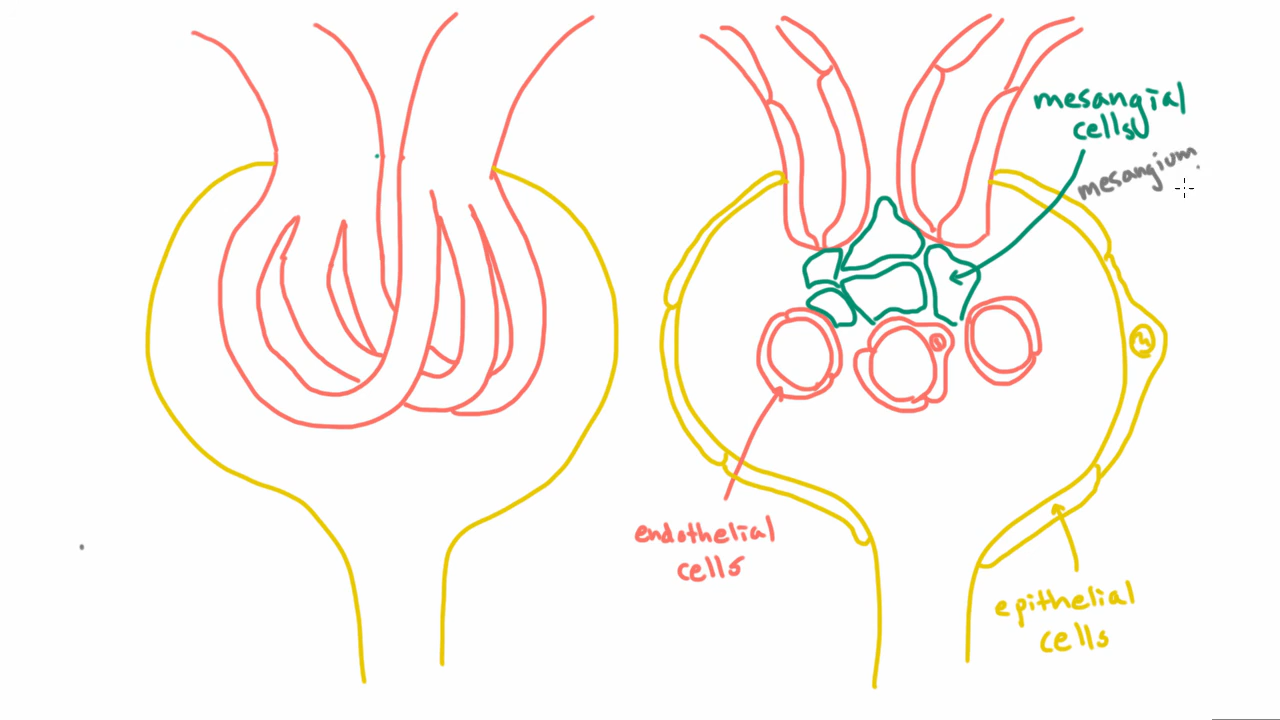 mesangial
cells
mesangium
endothelial
cells
epithelial
cells